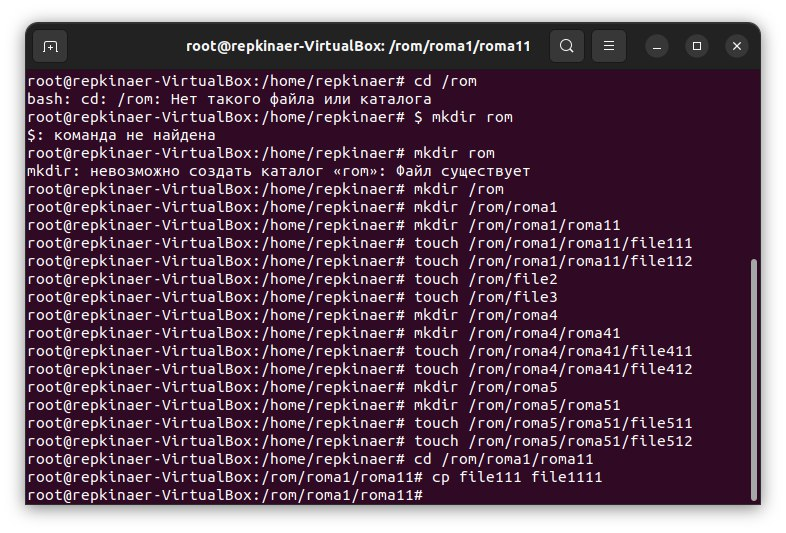 root@repkinaer-VirtualBox: /rom/roma1/roma11
root@repkinaer-VirtualBox:/home/repkinaer# cd /rom
bash: cd: /rom: Нет такого файла или каталога
root@repkinaer-VirtualBox:/home/repkinaer# $ mkdir rom
$: команда не найдена
root@repkinaer-VirtualBox:/home/repkinaer# mkdir rom
mkdir: невозможно создать каталог «rom»: Файл существует
root@repkinaer-VirtualBox:/home/repkinaer# mkdir /rom
root@repkinaer-VirtualBox:/home/repkinaer# mkdir /rom/roma1
root@repkinaer-VirtualBox:/home/repkinaer# mkdir /rom/roma1/roma11
root@repkinaer-VirtualBox:/home/repkinaer# touch /rom/roma1/roma11/file111
root@repkinaer-VirtualBox:/home/repkinaer# touch /rom/roma1/roma11/file112
root@repkinaer-VirtualBox:/home/repkinaer# touch /rom/file2
root@repkinaer-VirtualBox:/home/repkinaer# touch /rom/file3
root@repkinaer-VirtualBox:/home/repkinaer# mkdir /rom/roma4
root@repkinaer-VirtualBox:/home/repkinaer# mkdir /rom/roma4/roma41
root@repkinaer-VirtualBox:/home/repkinaer# touch /rom/roma4/roma41/file411
root@repkinaer-VirtualBox:/home/repkinaer# touch /rom/roma4/roma41/file412
root@repkinaer-VirtualBox:/home/repkinaer# mkdir /rom/roma5
root@repkinaer-VirtualBox:/home/repkinaer# mkdir /rom/roma5/roma51
root@repkinaer-VirtualBox:/home/repkinaer# touch /rom/roma5/roma51/file511
root@repkinaer-VirtualBox:/home/repkinaer# touch /rom/roma5/roma51/file512
root@repkinaer-VirtualBox:/home/repkinaer# cd /rom/roma1/roma11
root@repkinaer-VirtualBox:/rom/roma1/roma11# cp file111 file1111
root@repkinaer-VirtualBox:/rom/roma1/roma11#